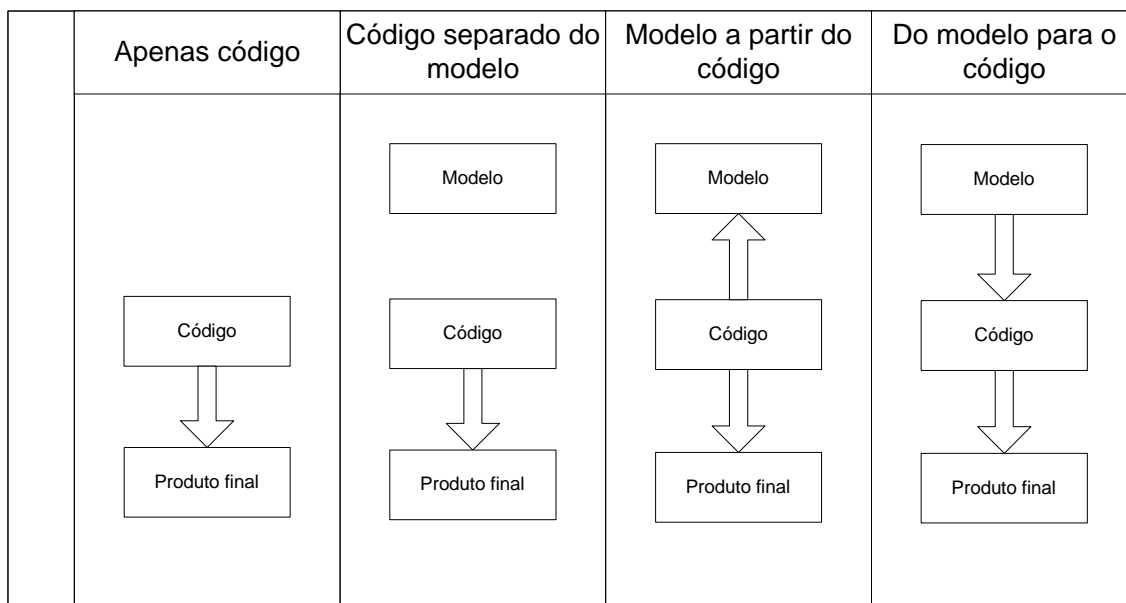 Apenas código
Código separado do
modelo
Modelo a partir do
código
Do modelo para o
código
Modelo
Modelo
Modelo
Código
Código
Código
Código
Produto final
Produto final
Produto final
Produto final